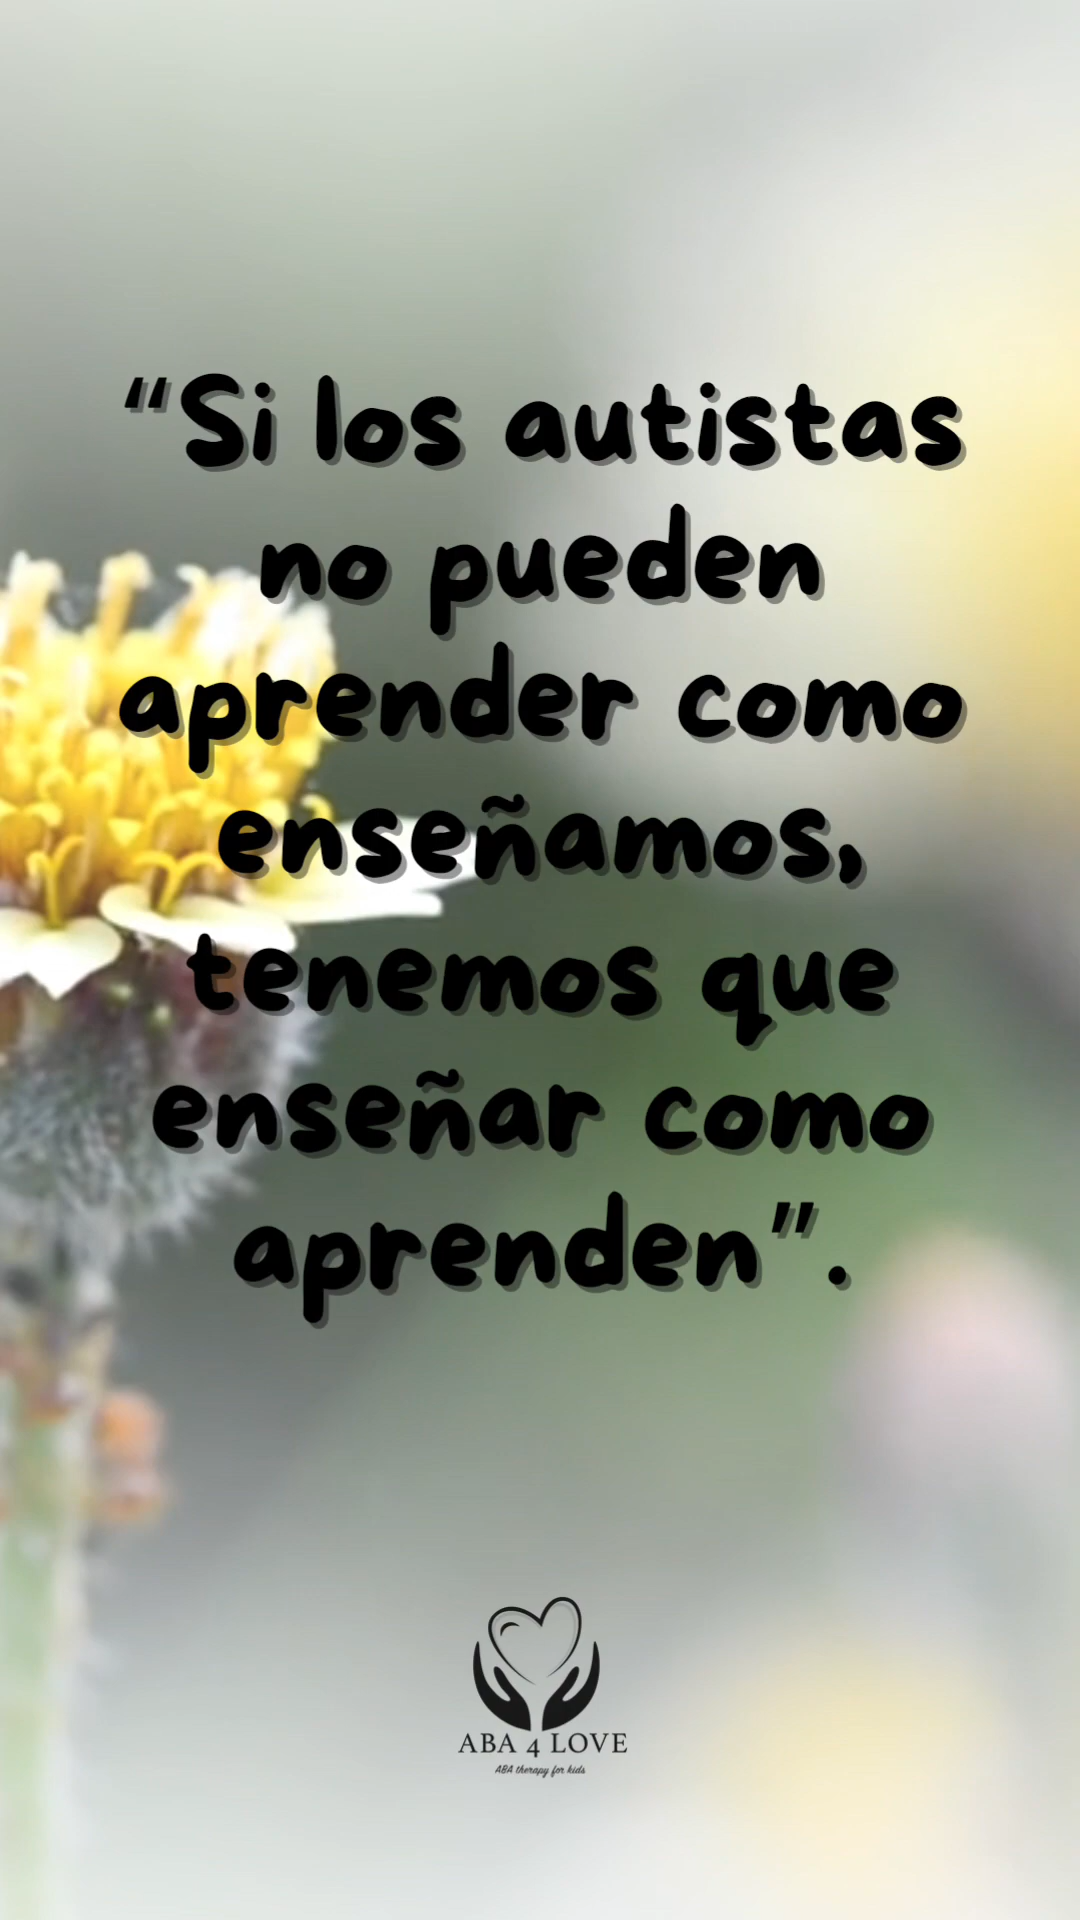 “Si los autistas
no pueden
aprender como
enseñamos,
tenemos que
enseñar como
aprenden”.
ABA 4 LOVE
ABA therapy for kids